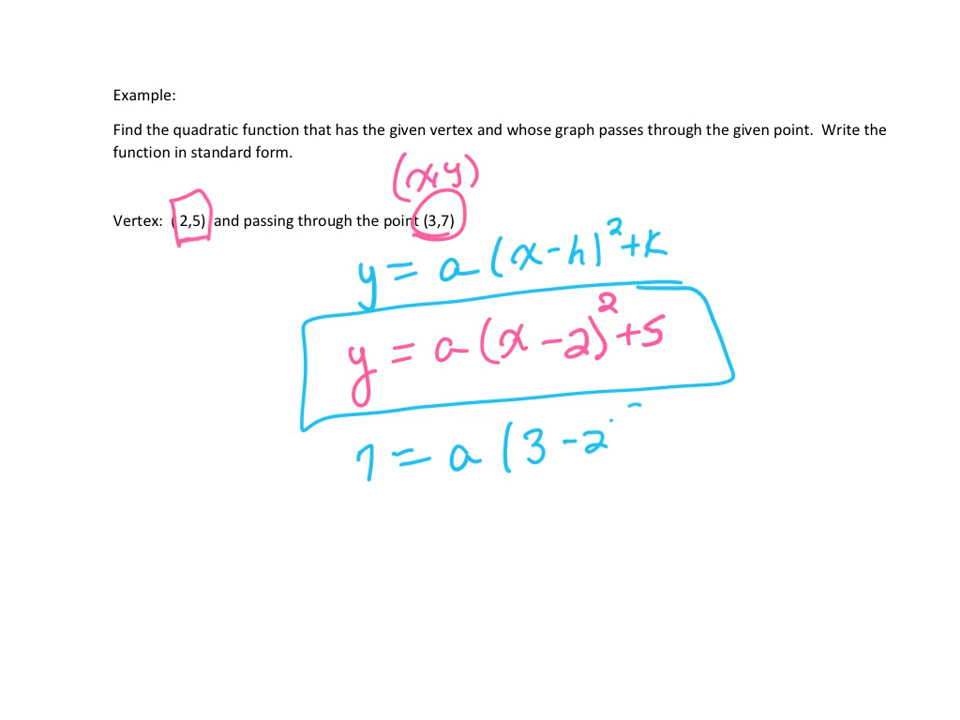 Example:
Find the quadratic function that has the given vertex and whose graph passes through the given point. Write the
function in standard form.
(x,y)
Vertex: (2,5) and passing through the point (3,7)
y = a(x-h)²+k
y = a(x-2)²+5
7 = a(3-2